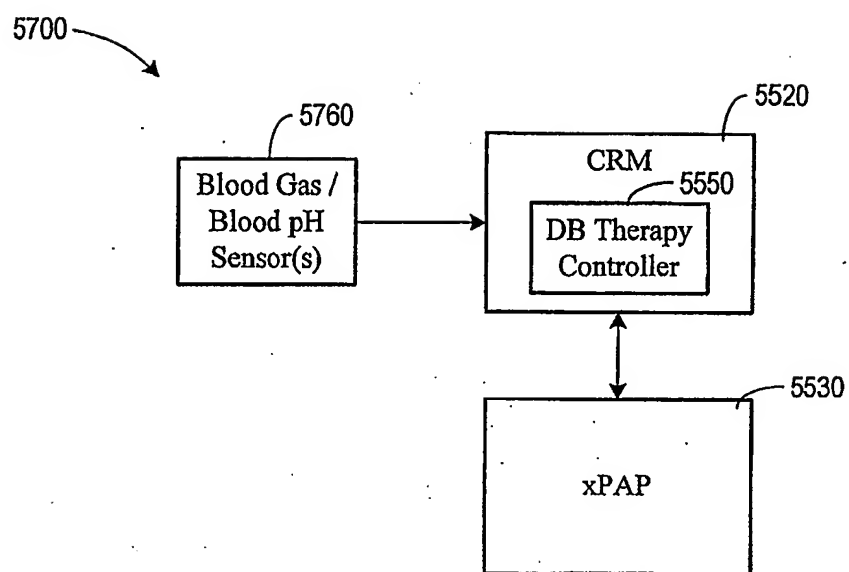 5700
5760
5520
Blood Gas /
Blood pH
Sensor(s)
CRM
5550
DB Therapy
Controller
5530
xPAP